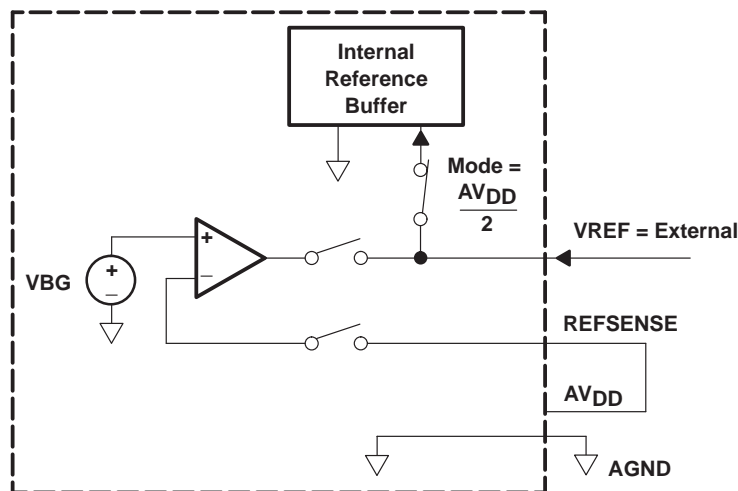 Internal
Reference
Buffer
Mode =
AVDD
2
VREF = External
+
−
VBG
+
−
REFSENSE
AVDD
AGND